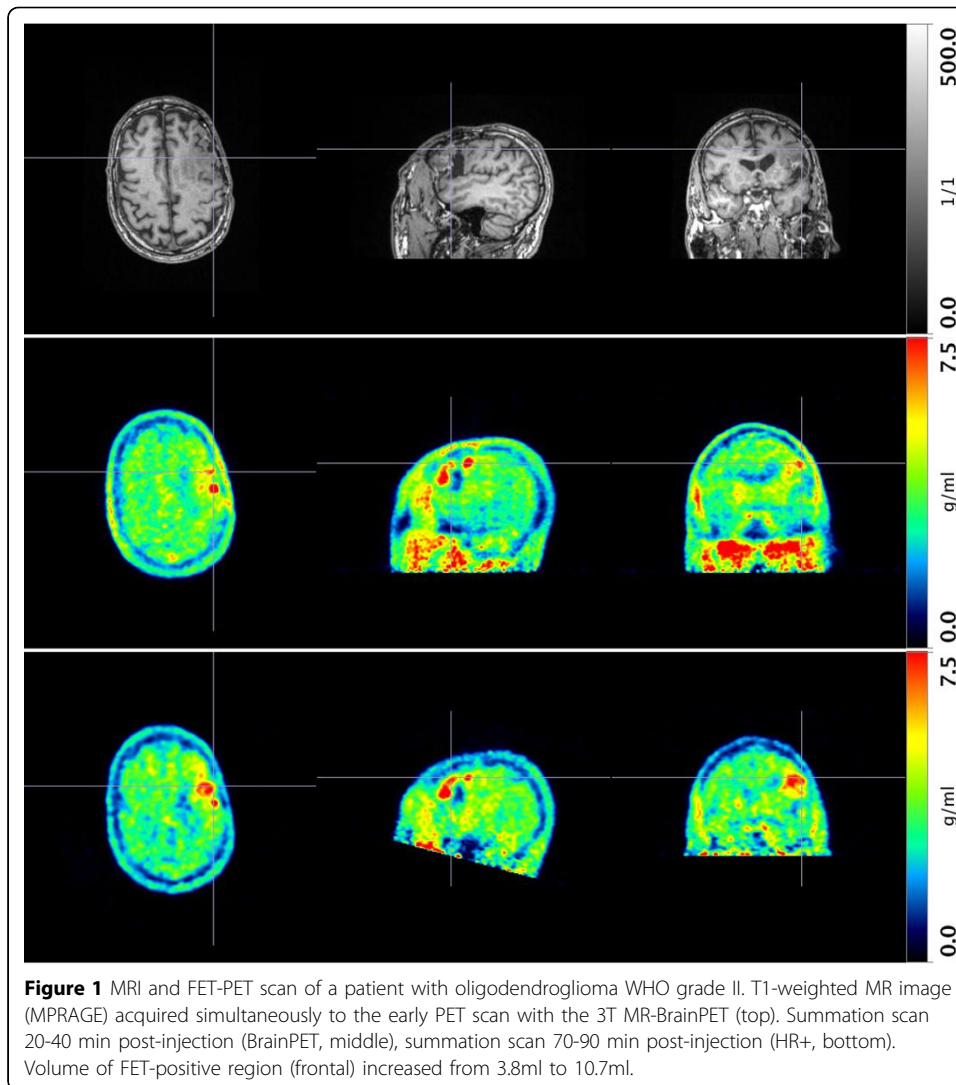 500.0
1/1
0.0
7.5
g/ml
0.0
7.5
g/ml
0.0
Figure 1 MRI and FET-PET scan of a patient with oligodendroglioma WHO grade II. T1-weighted MR image
(MPRAGE) acquired simultaneously to the early PET scan with the 3T MR-BrainPET (top). Summation scan
20-40 min post-injection (BrainPET, middle), summation scan 70-90 min post-injection (HR+, bottom).
Volume of FET-positive region (frontal) increased from 3.8ml to 10.7ml.